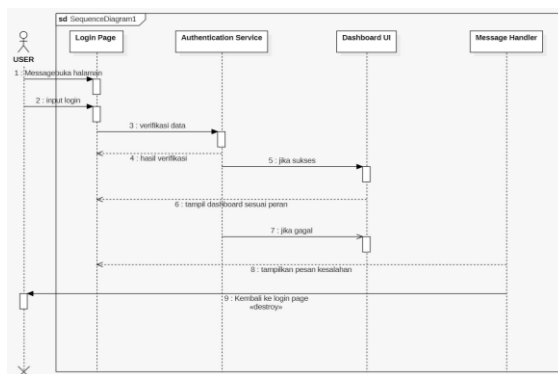 sd SequenceDiagram1
Login Page
Authentication Service
Dashboard UI
Message Handler
USER
1 : Messagebuka halaman
2 : input login
3 : verifikasi data
4 : hasil verifikasi
5 : jika sukses
6 : tampil dashboard sesuai peran
7 : jika gagal
8 : tampilkan pesan kesalahan
9 : Kembali ke login page
«destroy»